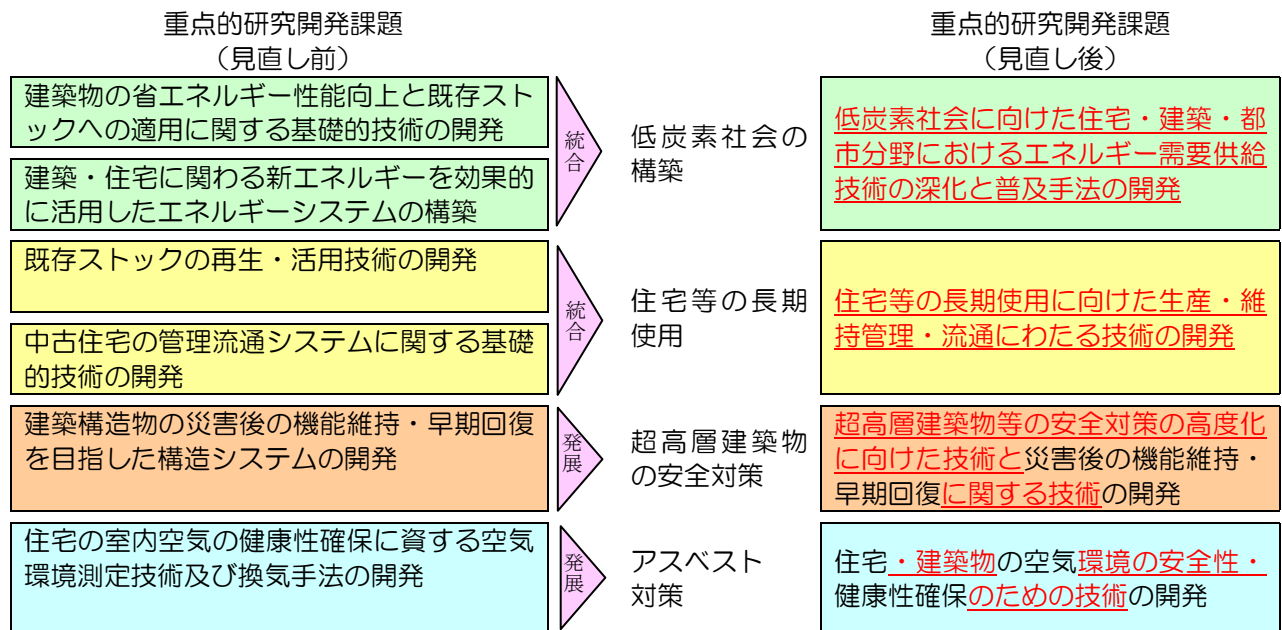 重点的研究開発課題
(見直し前)
重点的研究開発課題
(見直し後)
建築物の省エネルギー性能向上と既存スト
ックへの適用に関する基礎的技術の開発
建築・住宅に関わる新エネルギーを効果的
に活用したエネルギーシステムの構築
統合
低炭素社会の
構築
低炭素社会に向けた住宅・建築・都
市分野におけるエネルギー需要供給
技術の深化と普及手法の開発
既存ストックの再生・活用技術の開発
中古住宅の管理流通システムに関する基礎
的技術の開発
統合
住宅等の長期
使用
住宅等の長期使用に向けた生産・維
持管理・流通にわたる技術の開発
建築構造物の災害後の機能維持・早期回復
を目指した構造システムの開発
発展
超高層建築物
の安全対策
超高層建築物等の安全対策の高度化
に向けた技術と災害後の機能維持・
早期回復に関する技術の開発
住宅の室内空気の健康性確保に資する空気
環境測定技術及び換気手法の開発
発展
アスベスト
対策
住宅・建築物の空気環境の安全性・
健康性確保のための技術の開発